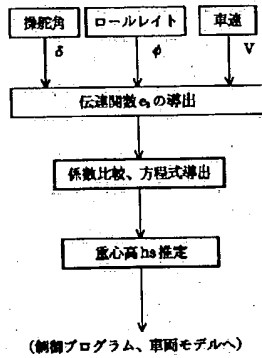 操舵角 ロールレイト 車速
δ φ V
伝達関数e₁の導出
係数比較、方程式導出
重心高hs推定
(制御プログラム、車両モデルへ)